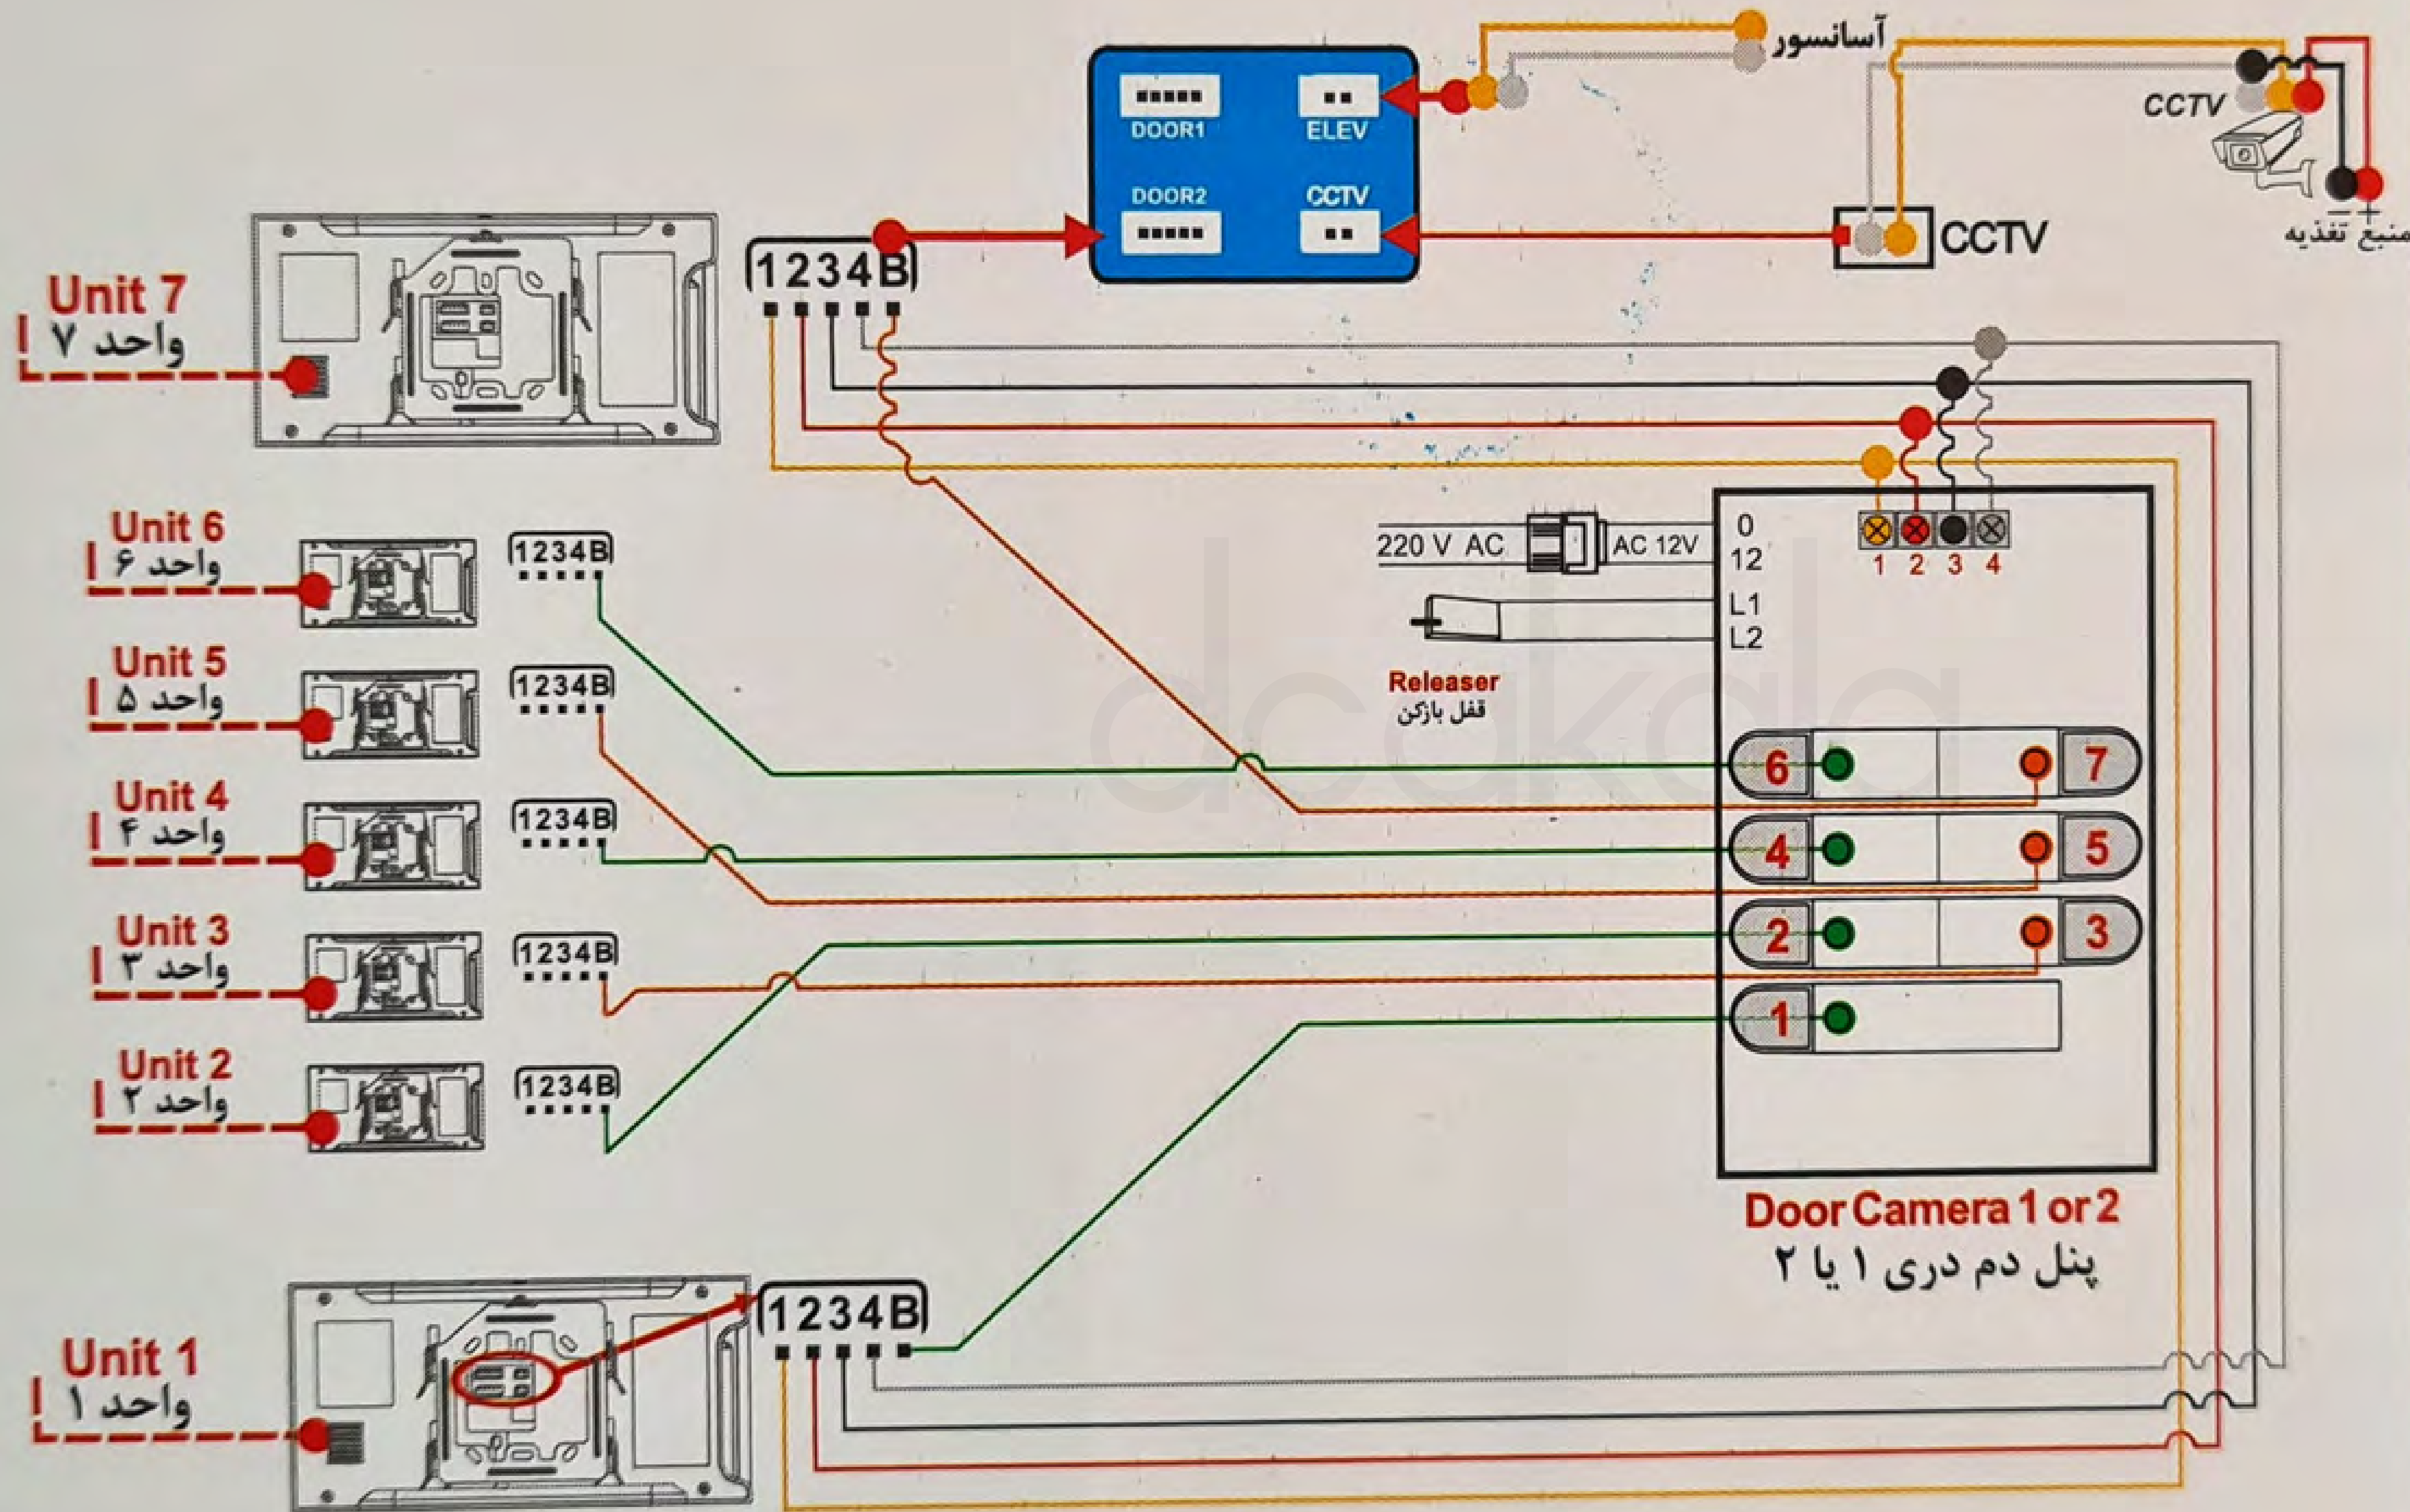 آسانسور
CCTV
DOOR1
ELEV
DOOR2
CCTV
CCTV
+
−
منبع تغذیه
Unit 7
واحد ۷
1234B
Unit 6
واحد ۶
1234B
220 V AC
AC 12V
0
12
L1
L2
1 2 3 4
Releaser
قفل بازکن
Unit 5
واحد ۵
1234B
Unit 4
واحد ۴
1234B
Unit 3
واحد ۳
1234B
Unit 2
واحد ۲
1234B
6
7
4
5
2
3
1
dcakala
Door Camera 1 or 2
پنل دم دری ۱ یا ۲
Unit 1
واحد ۱
1234B